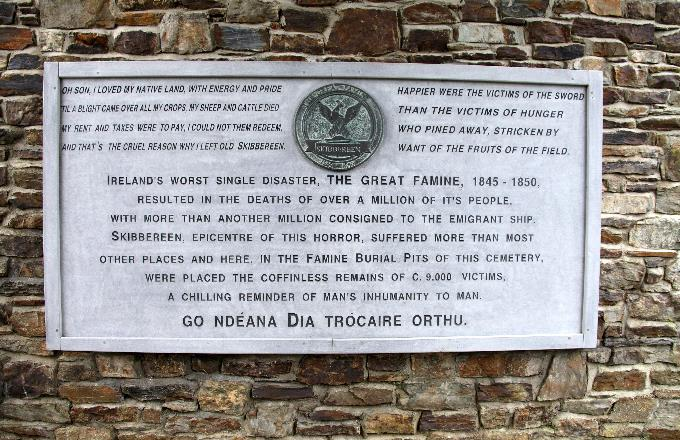 OH SON, I LOVED MY NATIVE LAND, WITH ENERGY AND PRIDE
'TIL A BLIGHT CAME OVER ALL MY CROPS, MY SHEEP AND CATTLE DIED
MY RENT AND TAXES WERE TO PAY, I COULD NOT THEM REDEEM,
AND THAT'S THE CRUEL REASON WHY I LEFT OLD SKIBBEREEN.
SKIBBEREEN
HAPPIER WERE THE VICTIMS OF THE SWORD
THAN THE VICTIMS OF HUNGER
WHO PINED AWAY, STRICKEN BY
WANT OF THE FRUITS OF THE FIELD.
IRELAND'S WORST SINGLE DISASTER, THE GREAT FAMINE, 1845 - 1850,
RESULTED IN THE DEATHS OF OVER A MILLION OF IT'S PEOPLE,
WITH MORE THAN ANOTHER MILLION CONSIGNED TO THE EMIGRANT SHIP.
SKIBBEREEN, EPICENTRE OF THIS HORROR, SUFFERED MORE THAN MOST
OTHER PLACES AND HERE, IN THE FAMINE BURIAL PITS OF THIS CEMETERY,
WERE PLACED THE COFFINLESS REMAINS OF C. 9.000 VICTIMS,
A CHILLING REMINDER OF MAN'S INHUMANITY TO MAN.
GO NDÉANA DIA TRÓCAIRE ORTHU.